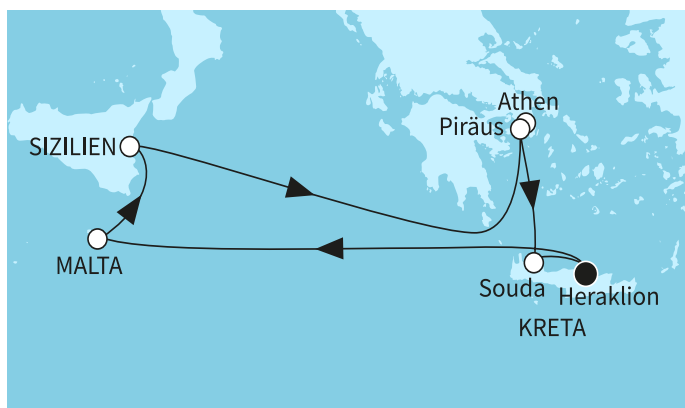 Athen
Piräus
SIZILIEN
MALTA
Souda
Heraklion
KRETA